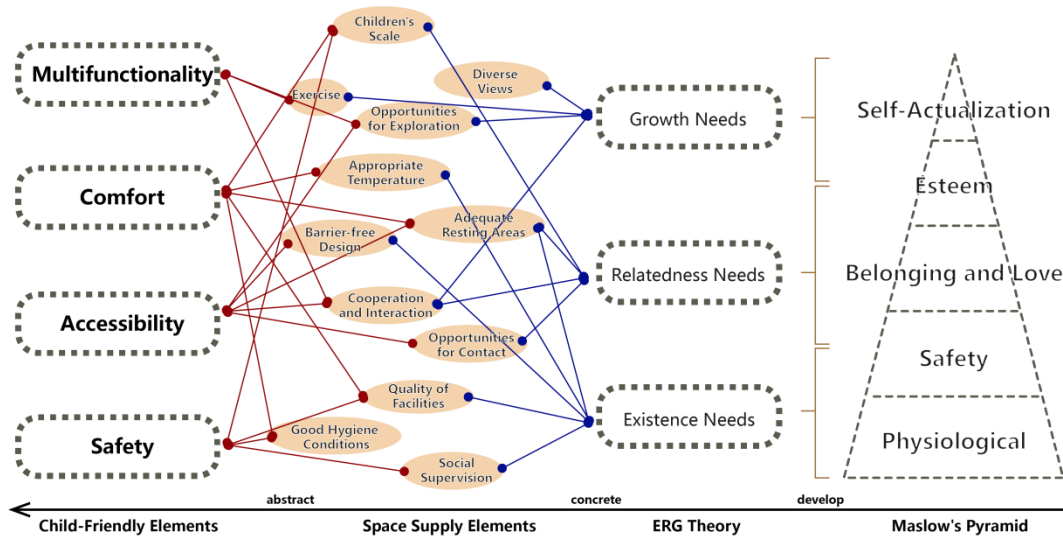 Multifunctionality
Comfort
Accessibility
Safety
Children's
Scale
Diverse
Views
Exercise
Opportunities
for Exploration
Appropriate
Temperature
Adequate
Resting Areas
Barrier-free
Design
Cooperation
and Interaction
Opportunities
for Contact
Quality of
Facilities
Good Hygiene
Conditions
Social
Supervision
Growth Needs
Relatedness Needs
Existence Needs
Self-Actualization
Esteem
Belonging and Love
Safety
Physiological
abstract
concrete
develop
Child-Friendly Elements
Space Supply Elements
ERG Theory
Maslow's Pyramid